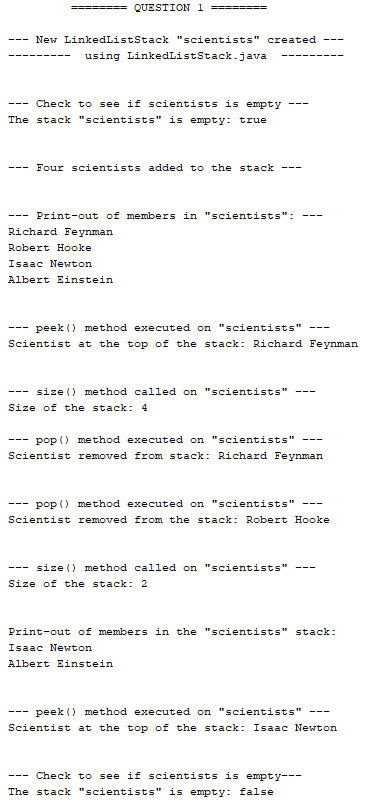 ======== QUESTION 1 ========
--- New LinkedListStack "scientists" created ---
--------- using LinkedListStack.java ---------
--- Check to see if scientists is empty ---
The stack "scientists" is empty: true
--- Four scientists added to the stack ---
--- Print-out of members in "scientists": ---
Richard Feynman
Robert Hooke
Isaac Newton
Albert Einstein
--- peek() method executed on "scientists" ---
Scientist at the top of the stack: Richard Feynman
--- size() method called on "scientists" ---
Size of the stack: 4
--- pop() method executed on "scientists" ---
Scientist removed from stack: Richard Feynman
--- pop() method executed on "scientists" ---
Scientist removed from the stack: Robert Hooke
--- size() method called on "scientists" ---
Size of the stack: 2
Print-out of members in the "scientists" stack:
Isaac Newton
Albert Einstein
--- peek() method executed on "scientists" ---
Scientist at the top of the stack: Isaac Newton
--- Check to see if scientists is empty---
The stack "scientists" is empty: false